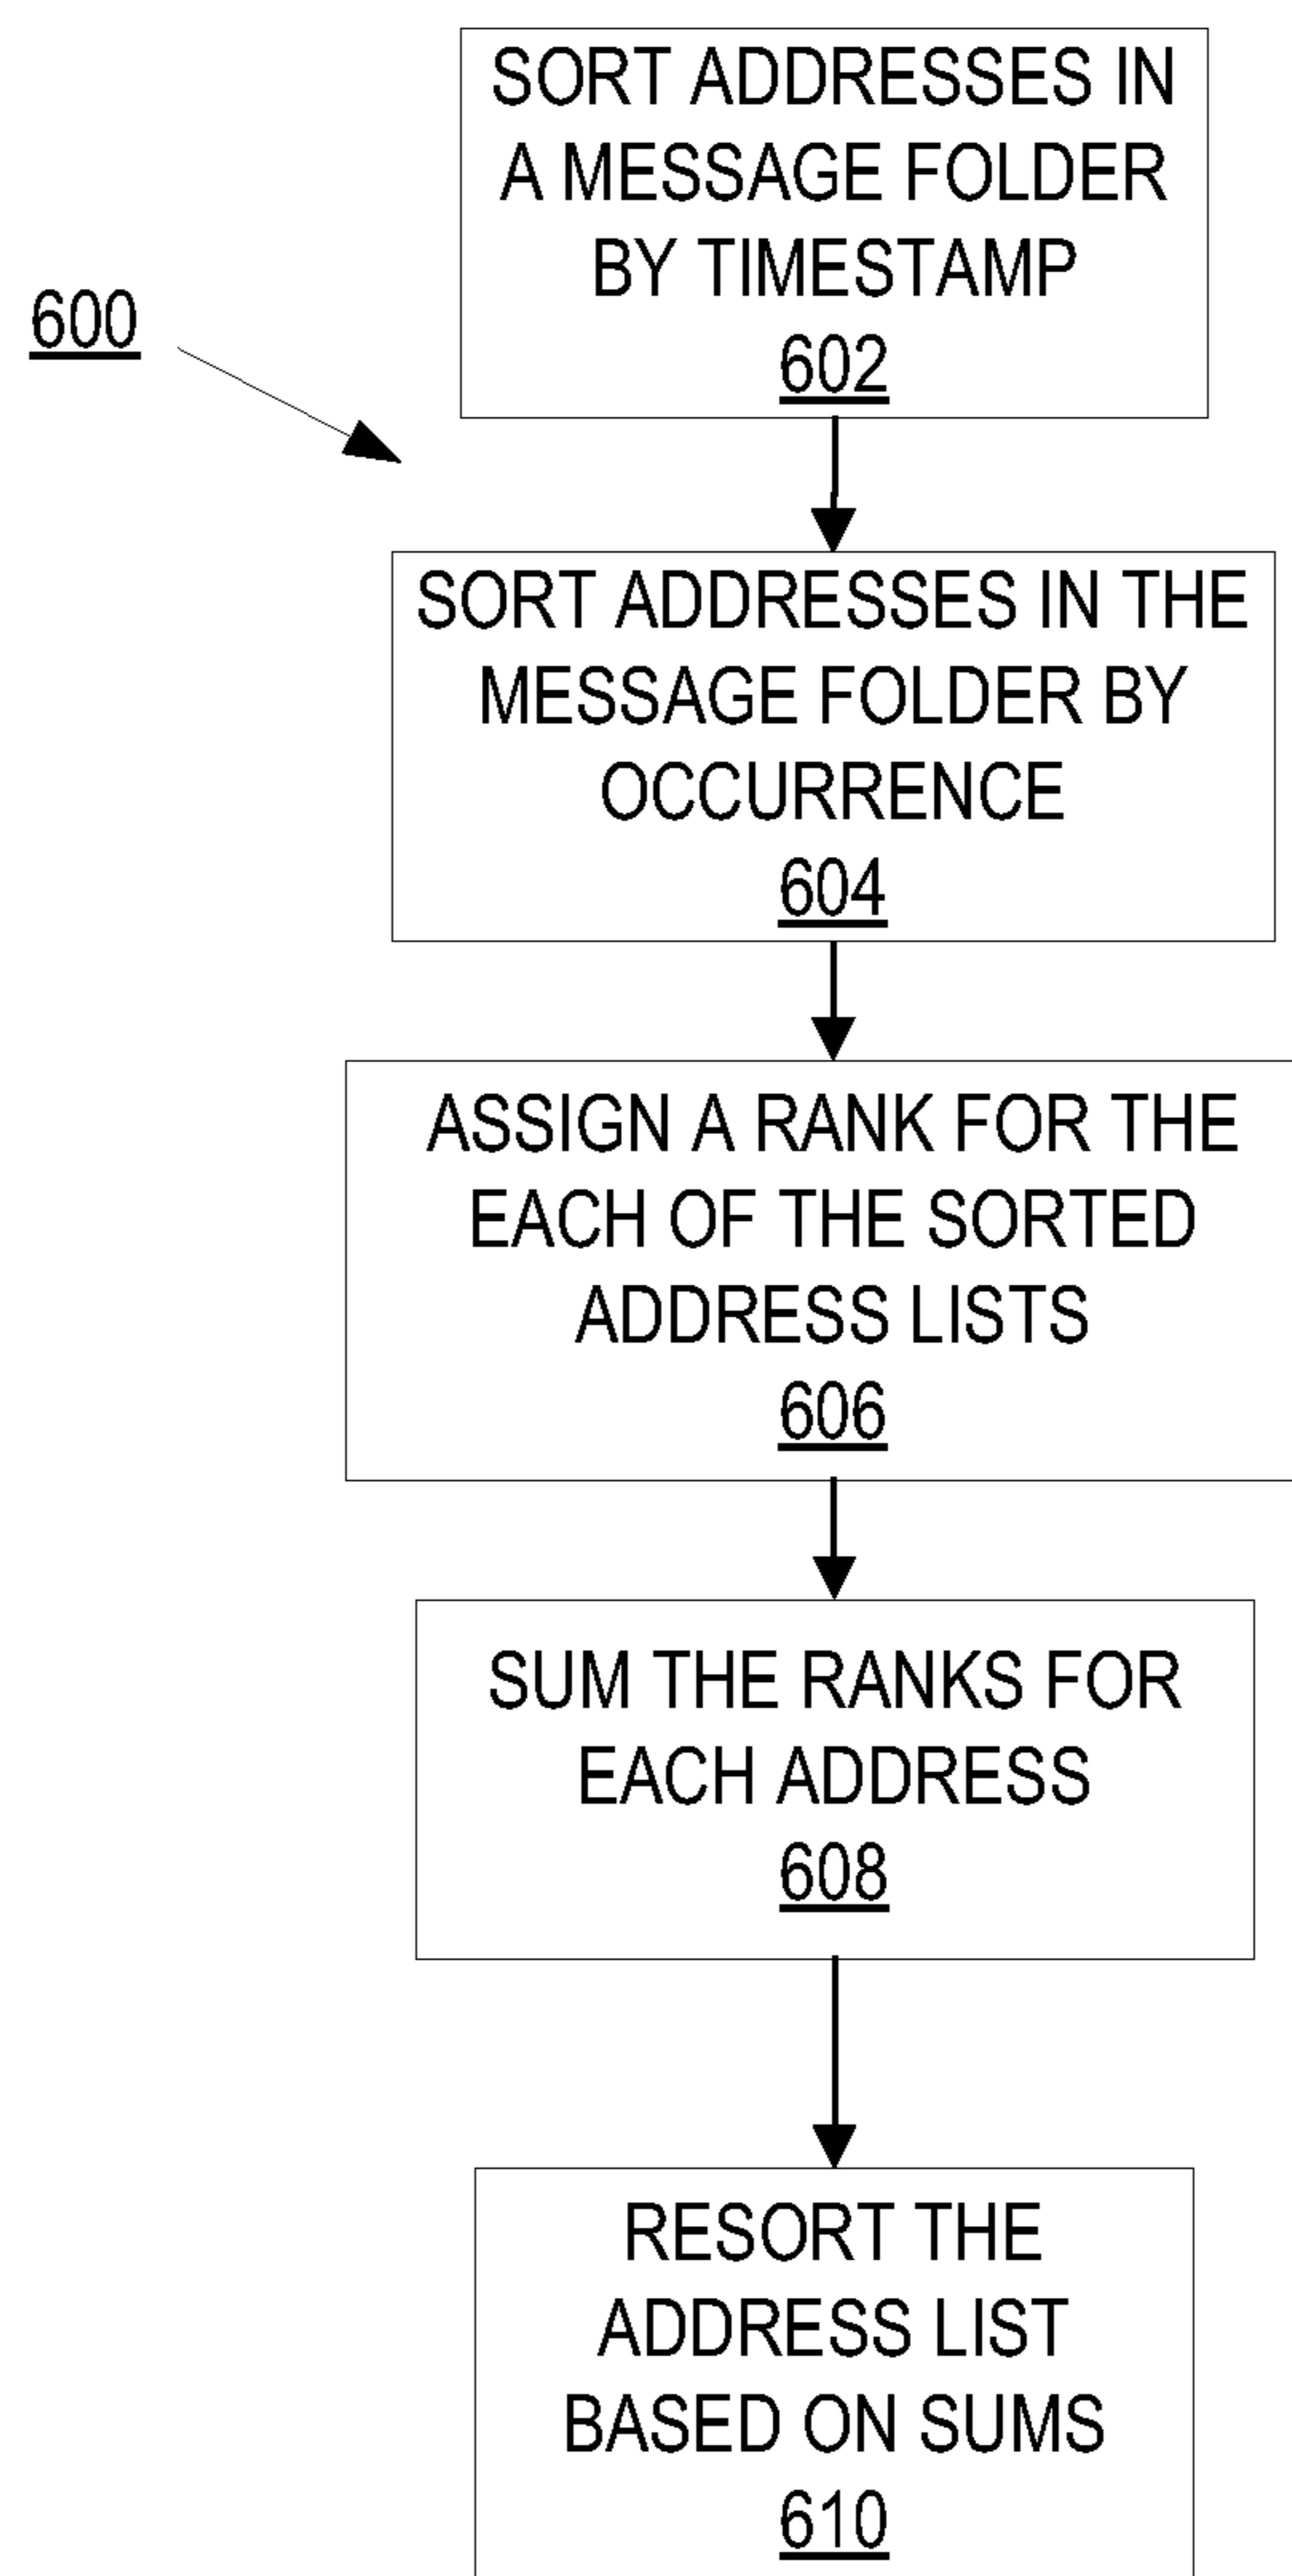 SORT ADDRESSES IN
A MESSAGE FOLDER
BY TIMESTAMP
602
600
SORT ADDRESSES IN THE
MESSAGE FOLDER BY
OCCURRENCE
604
ASSIGN A RANK FOR THE
EACH OF THE SORTED
ADDRESS LISTS
606
SUM THE RANKS FOR
EACH ADDRESS
608
RESORT THE
ADDRESS LIST
BASED ON SUMS
610